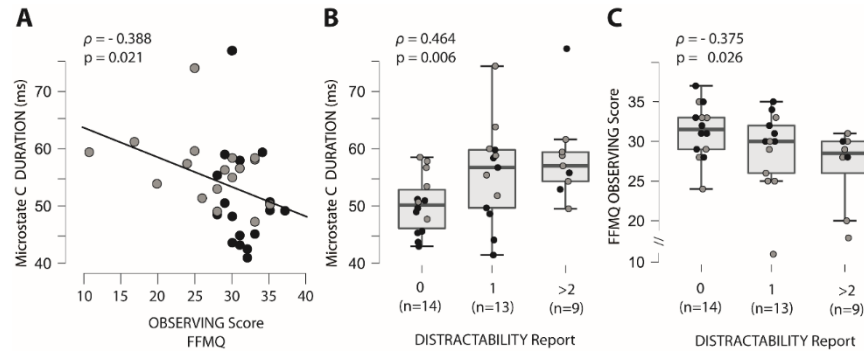 A
ρ = - 0.388
p = 0.021
Microstate C DURATION (ms)
70
60
50
40
10
15
20
25
30
35
40
OBSERVING Score
FFMQ
B
ρ = 0.464
p = 0.006
Microstate C DURATION (ms)
70
60
50
40
0
1
>2
(n=14)
(n=13)
(n=9)
DISTRACTABILITY Report
C
ρ = - 0.375
p = 0.026
FFMQ OBSERVING Score
40
35
30
25
20
10
0
1
>2
(n=14)
(n=13)
(n=9)
DISTRACTABILITY Report